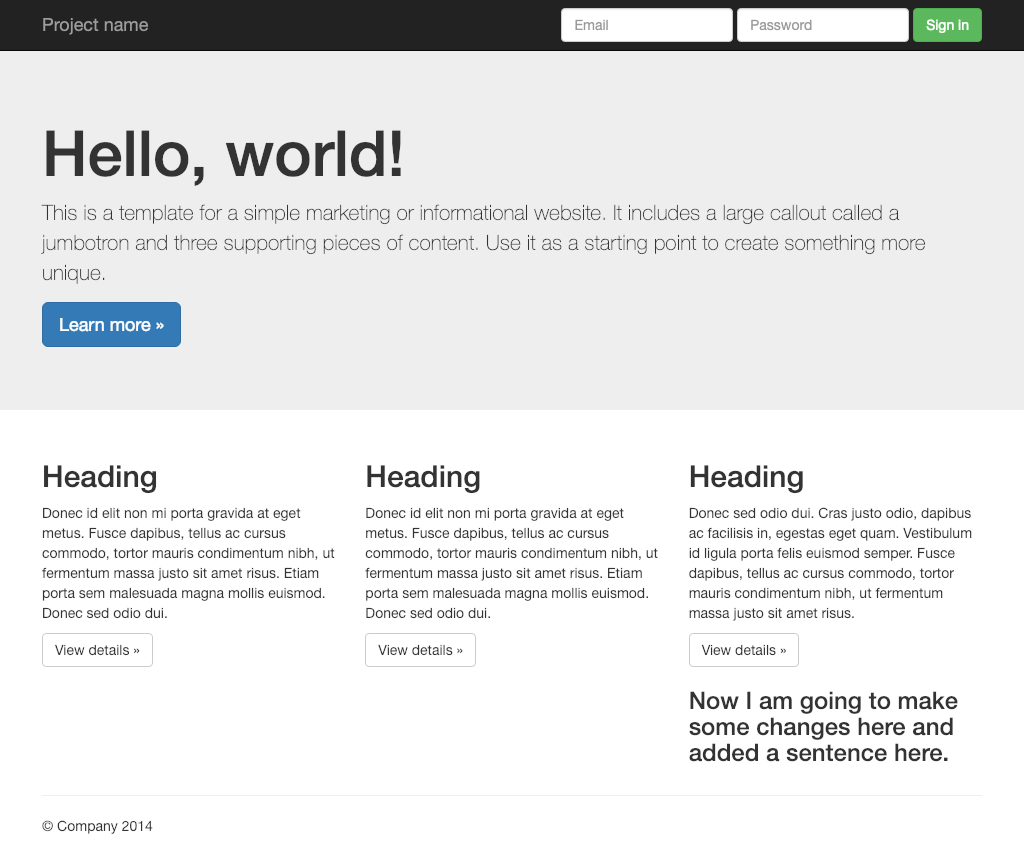 Project name
Email
Password
Sign in
Hello, world!
This is a template for a simple marketing or informational website. It includes a large callout called a
jumbotron and three supporting pieces of content. Use it as a starting point to create something more
unique.
Learn more »
Heading
Donec id elit non mi porta gravida at eget
metus. Fusce dapibus, tellus ac cursus
commodo, tortor mauris condimentum nibh, ut
fermentum massa justo sit amet risus. Etiam
porta sem malesuada magna mollis euismod.
Donec sed odio dui.
View details »
Heading
Donec id elit non mi porta gravida at eget
metus. Fusce dapibus, tellus ac cursus
commodo, tortor mauris condimentum nibh, ut
fermentum massa justo sit amet risus. Etiam
porta sem malesuada magna mollis euismod.
Donec sed odio dui.
View details »
Heading
Donec sed odio dui. Cras justo odio, dapibus
ac facilisis in, egestas eget quam. Vestibulum
id ligula porta felis euismod semper. Fusce
dapibus, tellus ac cursus commodo, tortor
mauris condimentum nibh, ut fermentum
massa justo sit amet risus.
View details »
Now I am going to make
some changes here and
added a sentence here.
© Company 2014